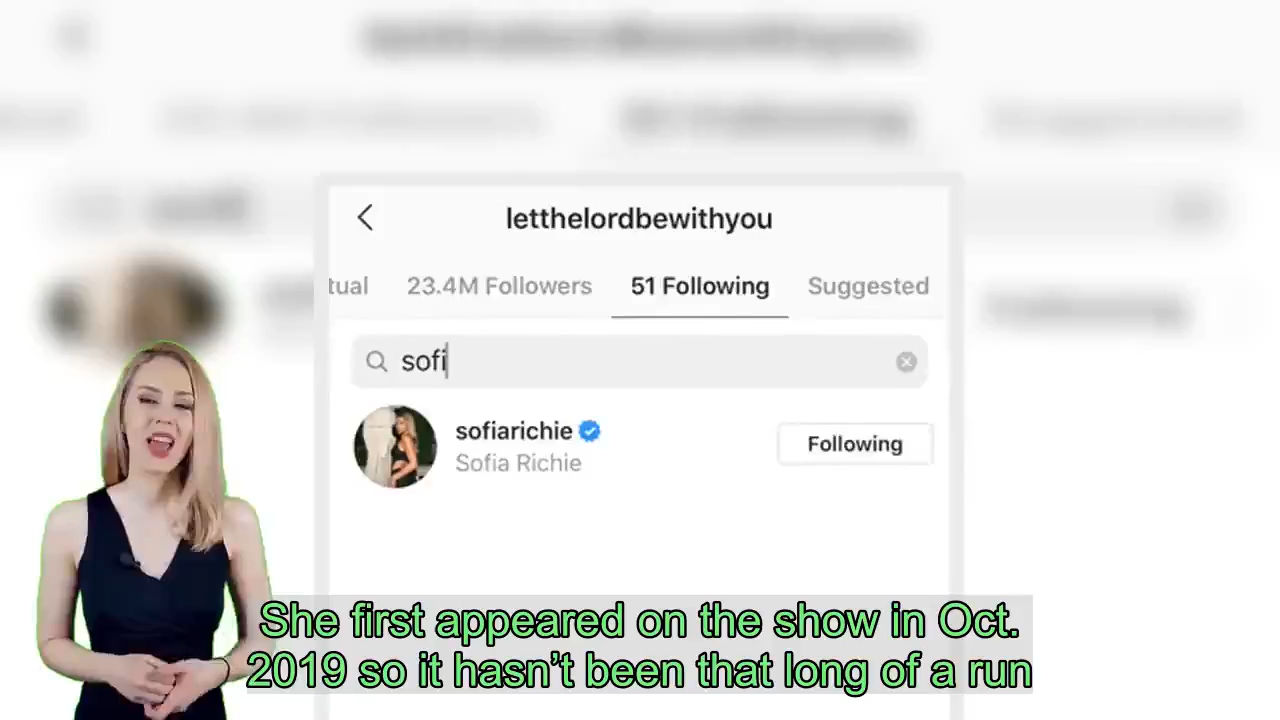 letthelordbewithyou
tual 23.4M Followers 51 Following Suggested
sofi
sofiarichie
Sofia Richie
Following
She first appeared on the show in Oct.
2019 so it hasn't been that long of a run